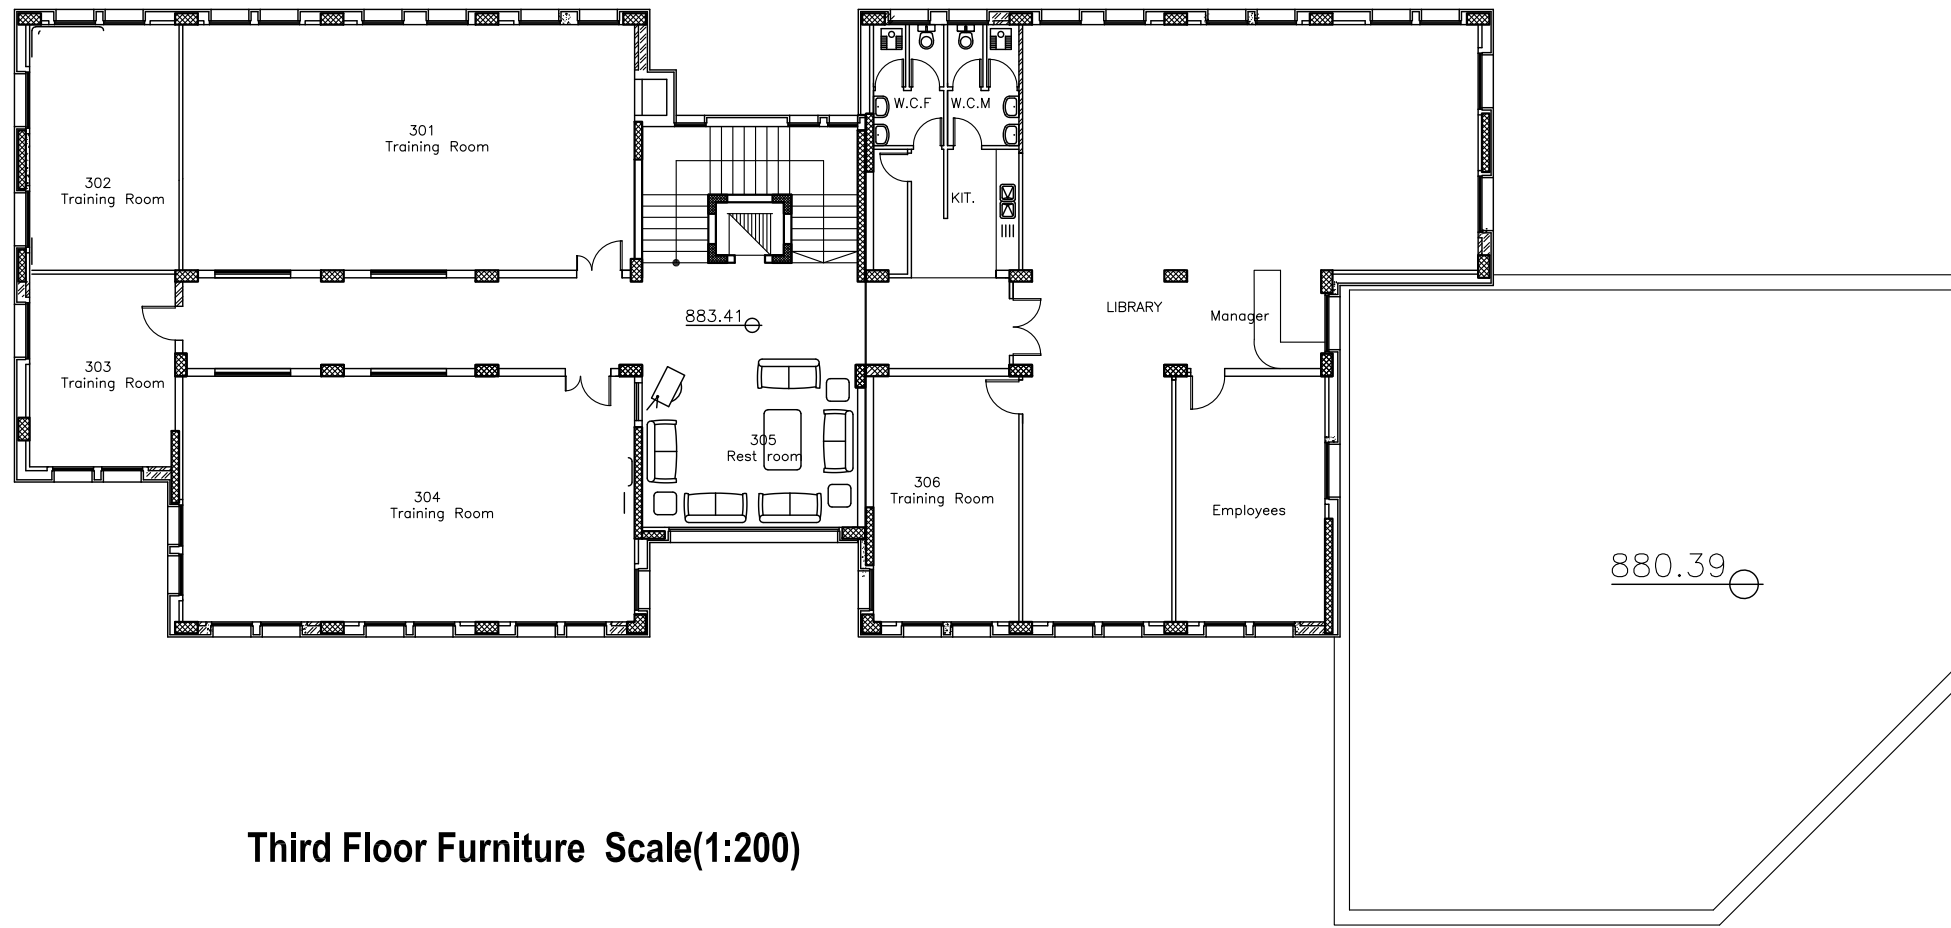 W.C.F
W.C.M
301
Training Room
302
Training Room
KIT.
883.41
LIBRARY
Manager
303
Training Room
305
Rest room
306
Training Room
304
Training Room
Employees
880.39
Third Floor Furniture Scale(1:200)